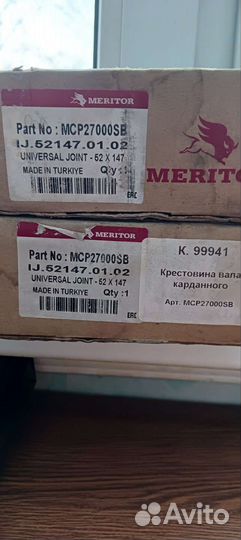 MERITOR
Part No : MCP27000SB
IJ.52147.01.02
UNIVERSAL JOINT - 52 X 147
MADE IN TURKIYE Qty :1
EAC
MERITOR
MERITOR
Part No : MCP27000SB
IJ.52147.01.02
UNIVERSAL JOINT - 52 X 147
MADE IN TURKIYE Qty :1
EAC
К. 99941
Крестовина вала
карданного
Арт. MCP27000SB
Avito